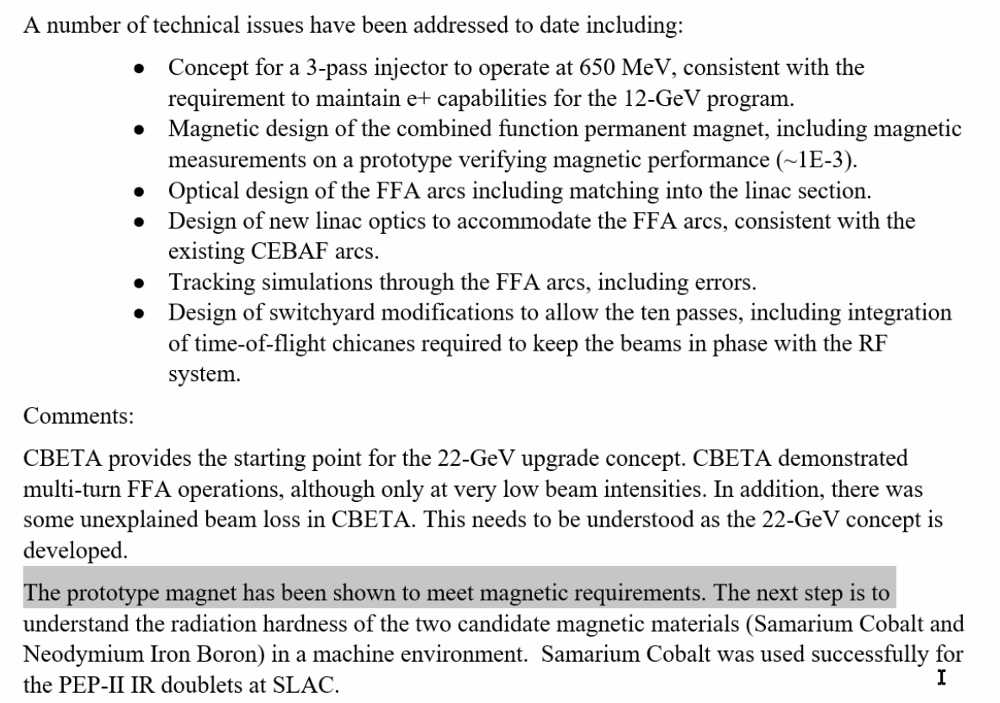 A number of technical issues have been addressed to date including:
● Concept for a 3-pass injector to operate at 650 MeV, consistent with the
requirement to maintain e+ capabilities for the 12-GeV program.
● Magnetic design of the combined function permanent magnet, including magnetic
measurements on a prototype verifying magnetic performance (~1E-3).
● Optical design of the FFA arcs including matching into the linac section.
● Design of new linac optics to accommodate the FFA arcs, consistent with the
existing CEBAF arcs.
● Tracking simulations through the FFA arcs, including errors.
● Design of switchyard modifications to allow the ten passes, including integration
of time-of-flight chicanes required to keep the beams in phase with the RF
system.
Comments:
CBETA provides the starting point for the 22-GeV upgrade concept. CBETA demonstrated
multi-turn FFA operations, although only at very low beam intensities. In addition, there was
some unexplained beam loss in CBETA. This needs to be understood as the 22-GeV concept is
developed.
The prototype magnet has been shown to meet magnetic requirements. The next step is to
understand the radiation hardness of the two candidate magnetic materials (Samarium Cobalt and
Neodymium Iron Boron) in a machine environment.  Samarium Cobalt was used successfully for
the PEP-II IR doublets at SLAC.